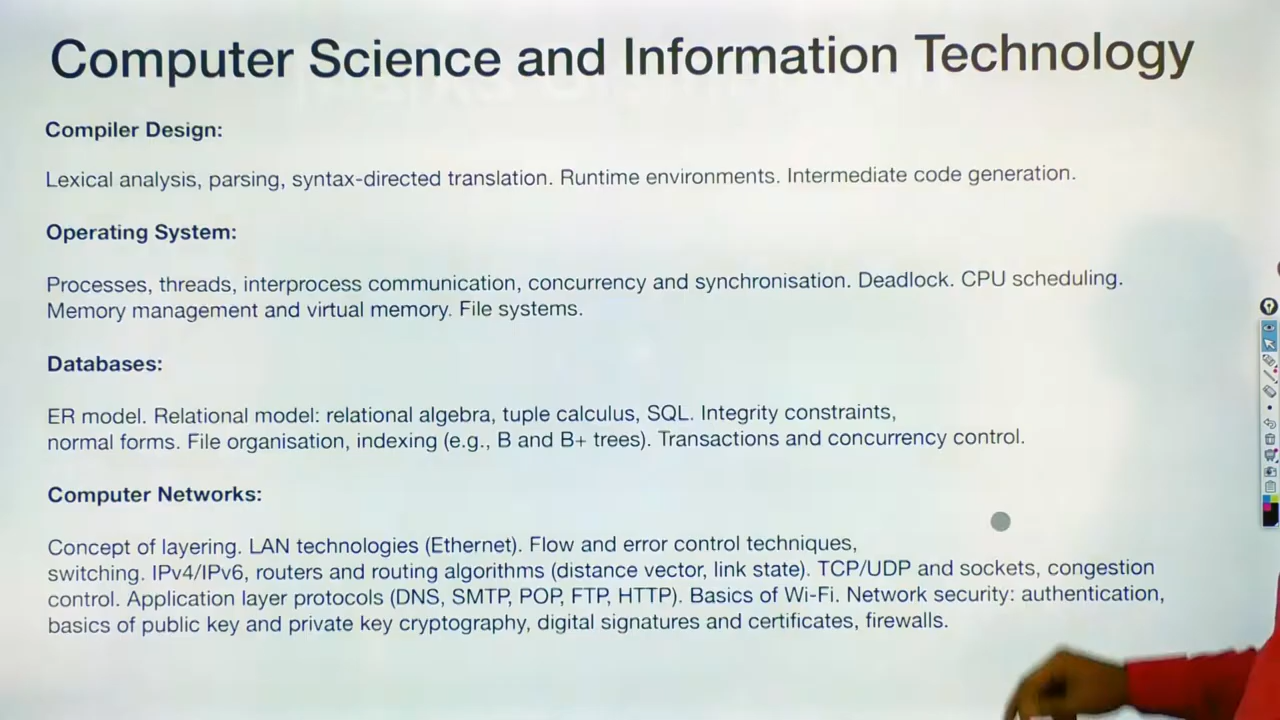 Computer Science and Information Technology
Compiler Design:
Lexical analysis, parsing, syntax-directed translation. Runtime environments. Intermediate code generation.
Operating System:
Processes, threads, interprocess communication, concurrency and synchronisation. Deadlock. CPU scheduling.
Memory management and virtual memory. File systems.
Databases:
ER model. Relational model: relational algebra, tuple calculus, SQL. Integrity constraints,
normal forms. File organisation, indexing (e.g., B and B+ trees). Transactions and concurrency control.
Computer Networks:
Concept of layering. LAN technologies (Ethernet). Flow and error control techniques,
switching. IPv4/IPv6, routers and routing algorithms (distance vector, link state). TCP/UDP and sockets, congestion
control. Application layer protocols (DNS, SMTP, POP, FTP, HTTP). Basics of Wi-Fi. Network security: authentication,
basics of public key and private key cryptography, digital signatures and certificates, firewalls.